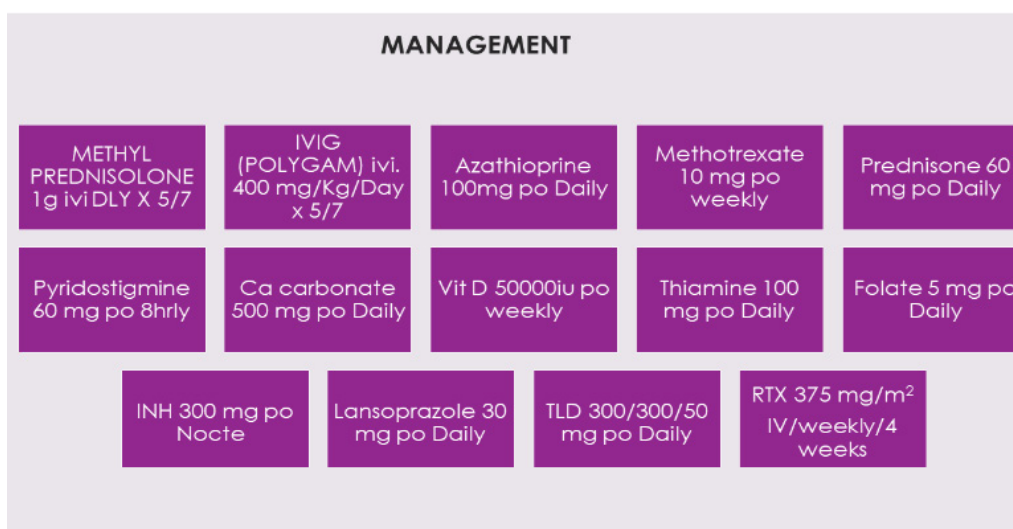 MANAGEMENT
METHYL
PREDNISOLONE
1g ivi DLY X 5/7
IVIG
(POLYGAM) ivi.
400 mg/Kg/Day
x 5/7
Azathioprine
100mg po Daily
Methotrexate
10 mg po
weekly
Prednisone 60
mg po Daily
Pyridostigmine
60 mg po 8hrly
Ca carbonate
500 mg po Daily
Vit D 50000iu po
weekly
Thiamine 100
mg po Daily
Folate 5 mg po
Daily
INH 300 mg po
Nocte
Lansoprazole 30
mg po Daily
TLD 300/300/50
mg po Daily
RTX 375 mg/m²
IV/weekly/4
weeks